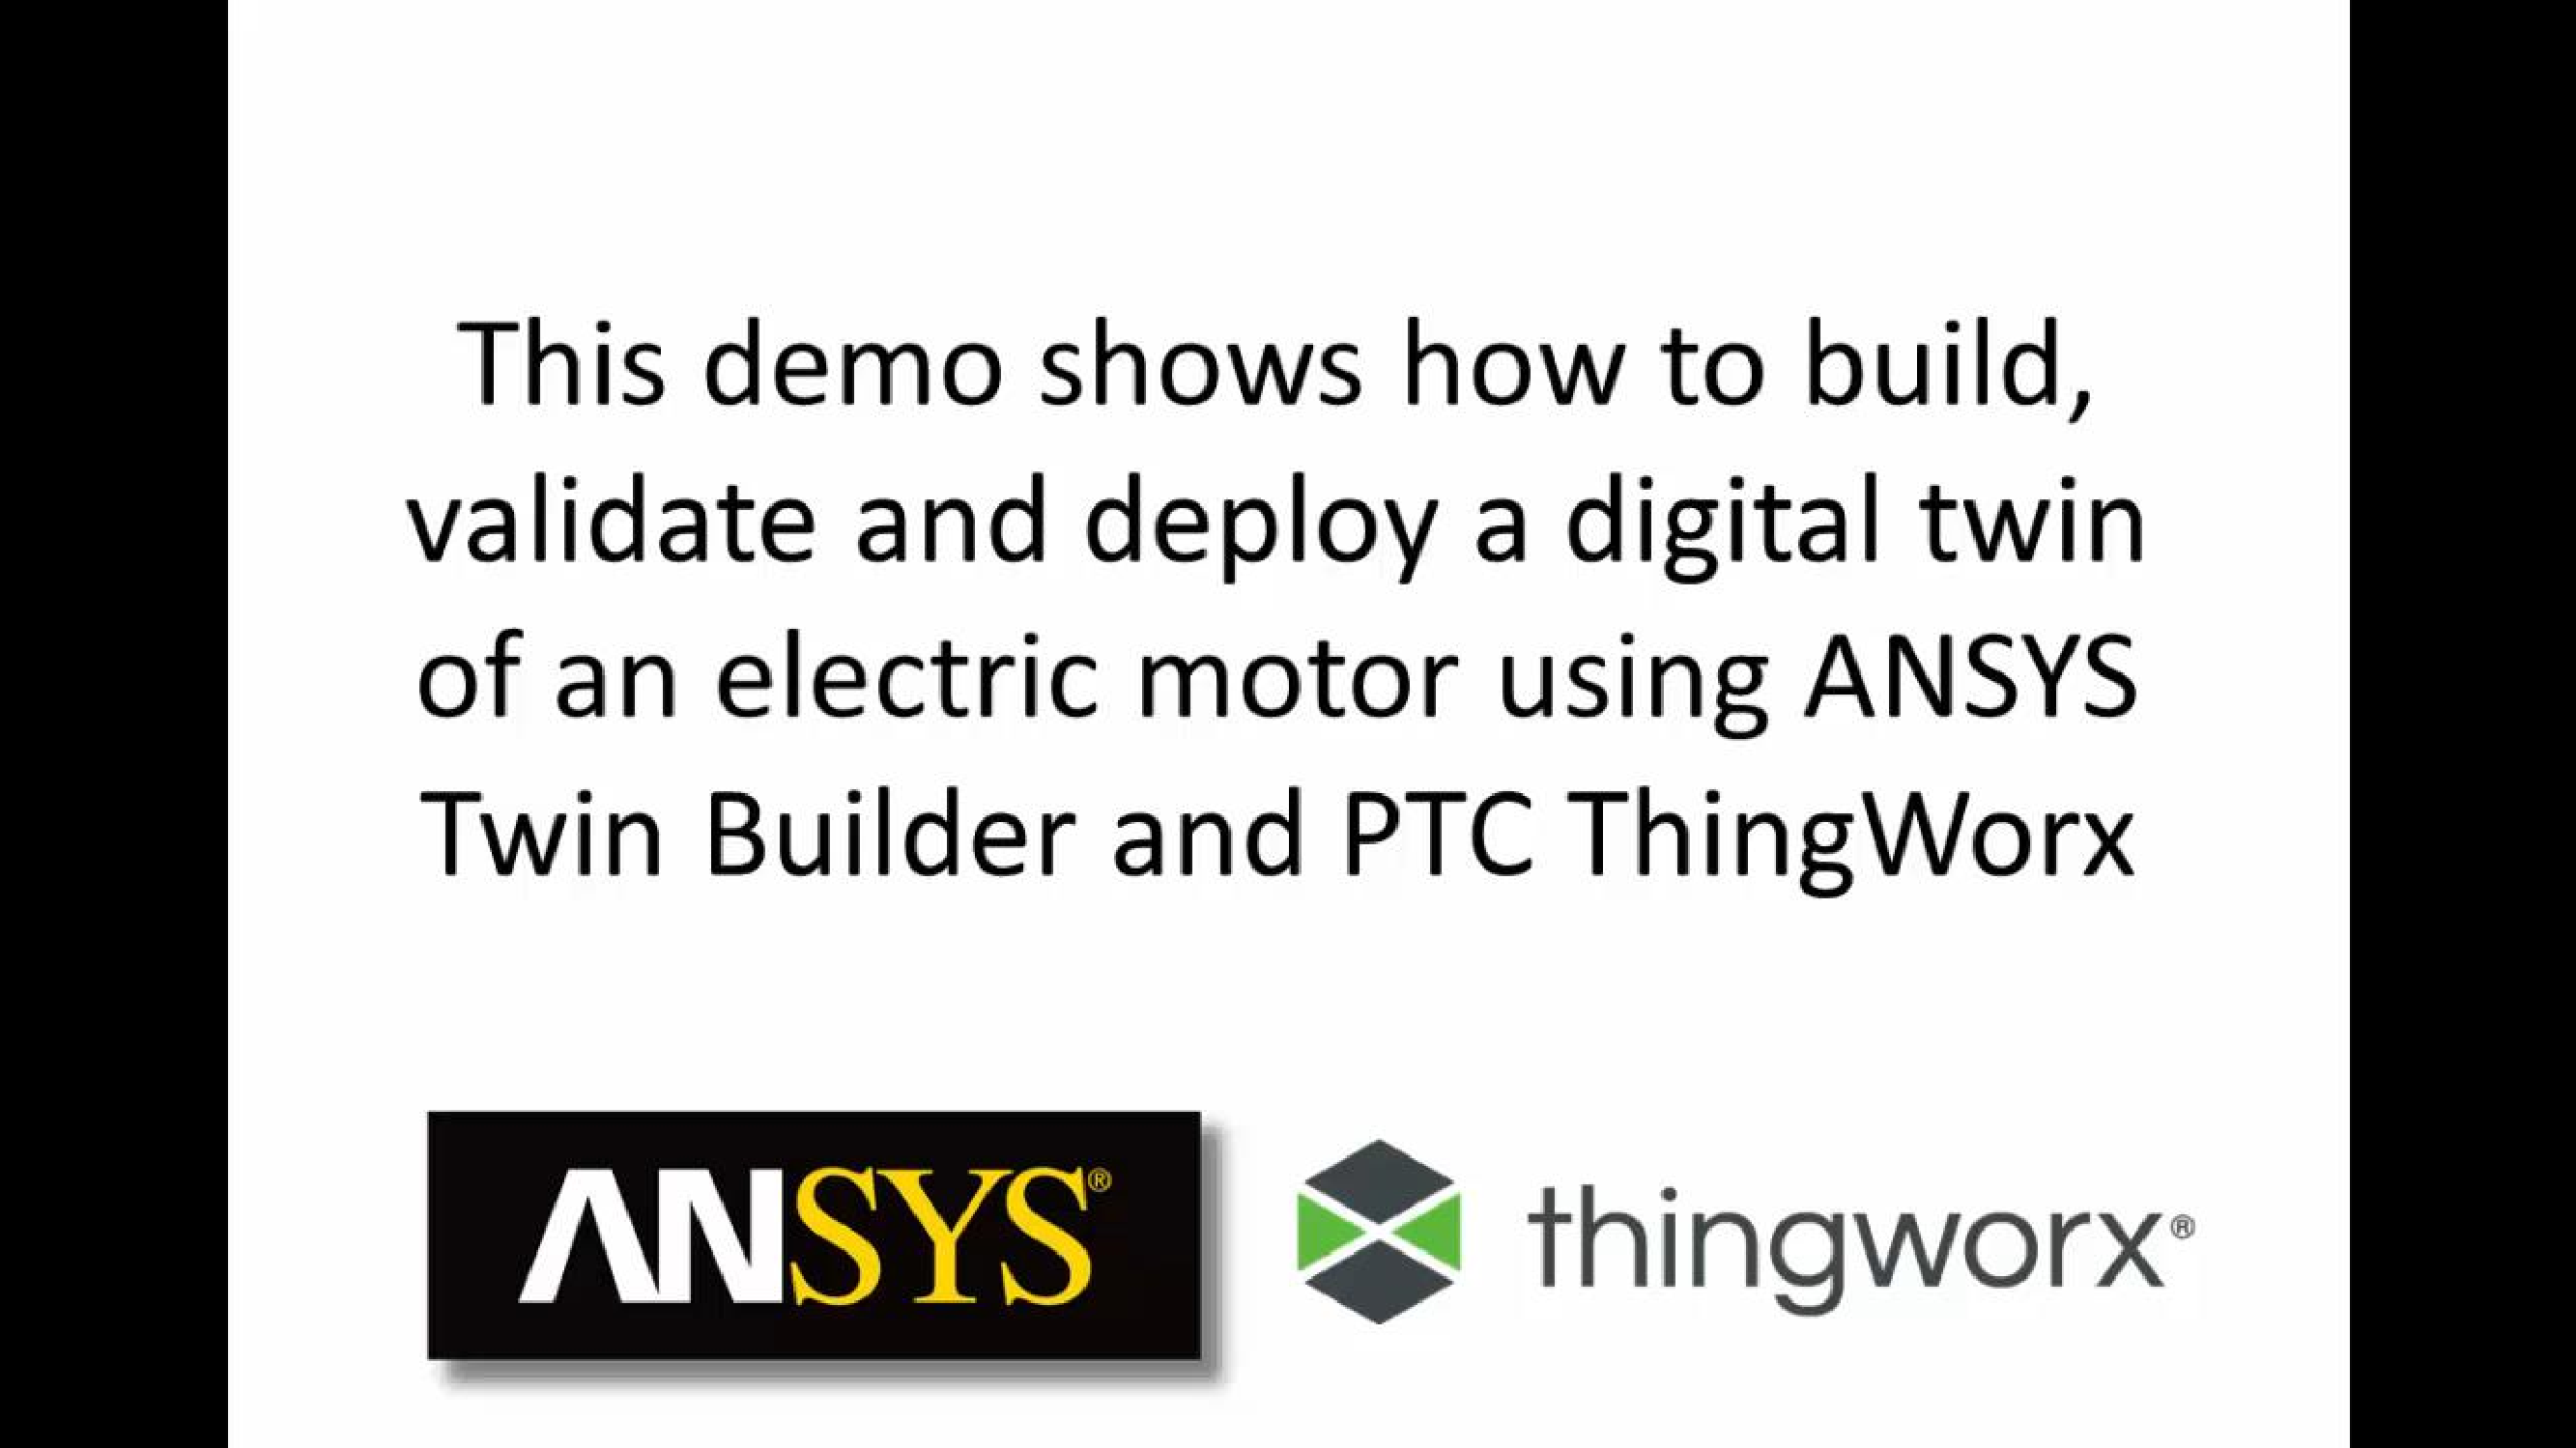 This demo shows how to build,
validate and deploy a digital twin
of an electric motor using ANSYS
Twin Builder and PTC ThingWorx
ANSYS®
thingworx®